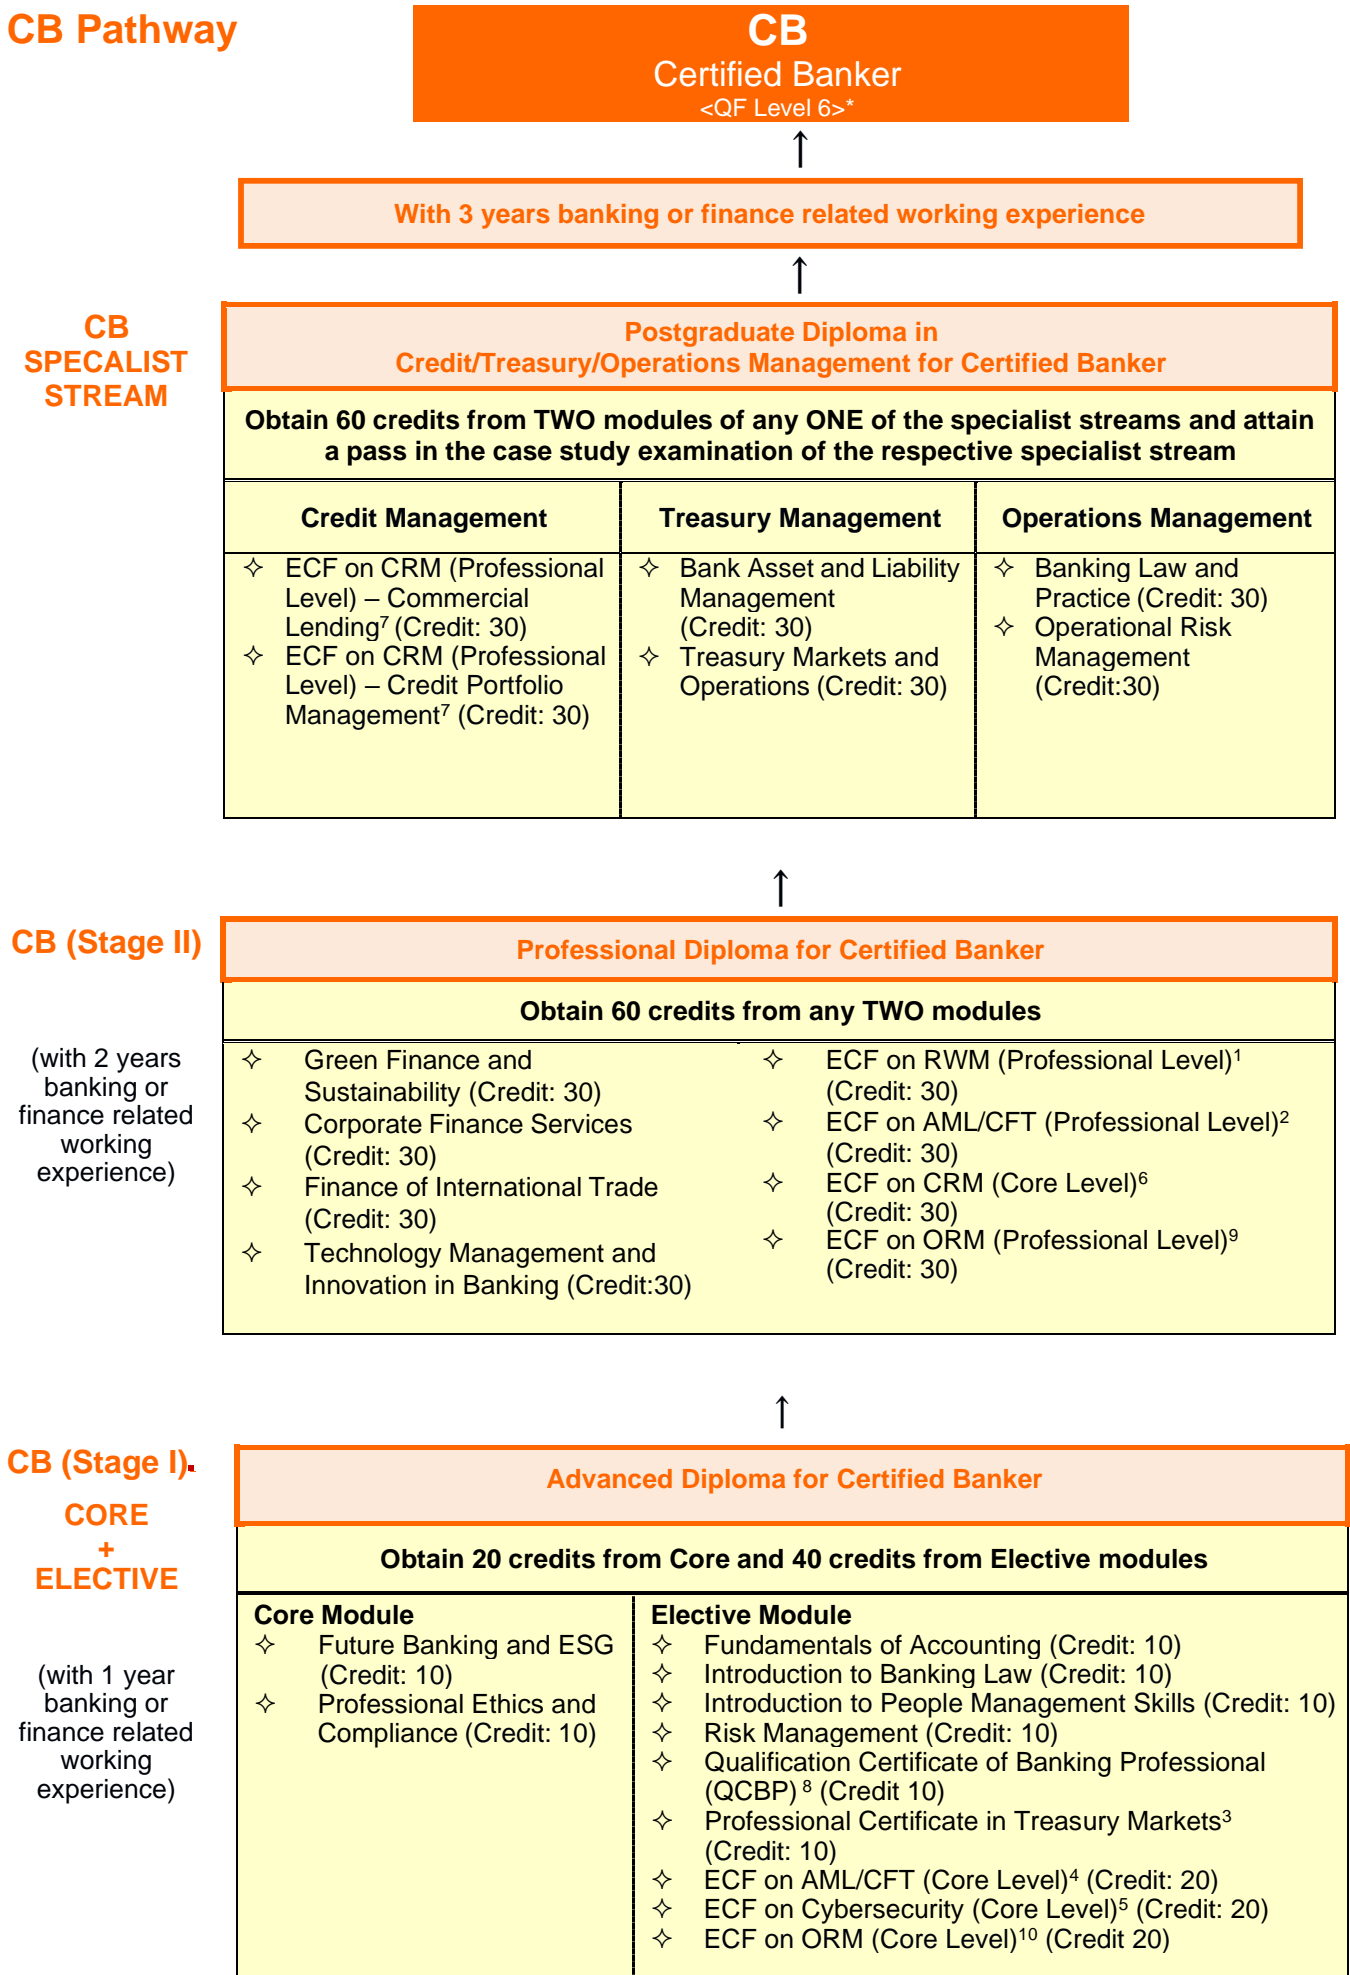 CB Pathway
CB
Certified Banker
<QF Level 6>*
↑
With 3 years banking or finance related working experience
↑
CB
SPECALIST
STREAM
Postgraduate Diploma in
Credit/Treasury/Operations Management for Certified Banker
Obtain 60 credits from TWO modules of any ONE of the specialist streams and attain
a pass in the case study examination of the respective specialist stream
Credit Management
✧ ECF on CRM (Professional
Level) – Commercial
Lending⁷ (Credit: 30)
✧ ECF on CRM (Professional
Level) – Credit Portfolio
Management⁷ (Credit: 30)
Treasury Management
✧ Bank Asset and Liability
Management
(Credit: 30)
✧ Treasury Markets and
Operations (Credit: 30)
Operations Management
✧ Banking Law and
Practice (Credit: 30)
✧ Operational Risk
Management
(Credit:30)
↑
CB (Stage II)
(with 2 years
banking or
finance related
working
experience)
Professional Diploma for Certified Banker
Obtain 60 credits from any TWO modules
✧ Green Finance and
Sustainability (Credit: 30)
✧ Corporate Finance Services
(Credit: 30)
✧ Finance of International Trade
(Credit: 30)
✧ Technology Management and
Innovation in Banking (Credit:30)
✧ ECF on RWM (Professional Level)¹
(Credit: 30)
✧ ECF on AML/CFT (Professional Level)²
(Credit: 30)
✧ ECF on CRM (Core Level)⁶
(Credit: 30)
✧ ECF on ORM (Professional Level)⁹
(Credit: 30)
↑
CB (Stage I).
CORE
+
ELECTIVE
(with 1 year
banking or
finance related
working
experience)
Advanced Diploma for Certified Banker
Obtain 20 credits from Core and 40 credits from Elective modules
Core Module
✧ Future Banking and ESG
(Credit: 10)
✧ Professional Ethics and
Compliance (Credit: 10)
Elective Module
✧ Fundamentals of Accounting (Credit: 10)
✧ Introduction to Banking Law (Credit: 10)
✧ Introduction to People Management Skills (Credit: 10)
✧ Risk Management (Credit: 10)
✧ Qualification Certificate of Banking Professional
(QCBP) ⁸ (Credit 10)
✧ Professional Certificate in Treasury Markets³
(Credit: 10)
✧ ECF on AML/CFT (Core Level)⁴ (Credit: 20)
✧ ECF on Cybersecurity (Core Level)⁵ (Credit: 20)
✧ ECF on ORM (Core Level)¹⁰ (Credit 20)